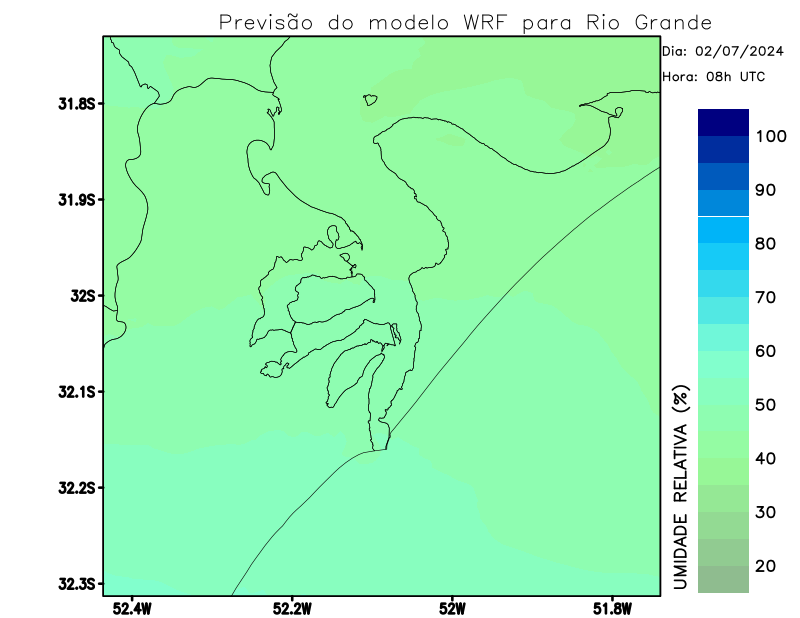 Previsão do modelo WRF para Rio Grande
Dia: 02/07/2024
Hora: 08h UTC
31.8S
31.9S
32S
32.1S
32.2S
32.3S
52.4W
52.2W
52W
51.8W
100
90
80
70
60
50
40
30
20
UMIDADE RELATIVA (%)